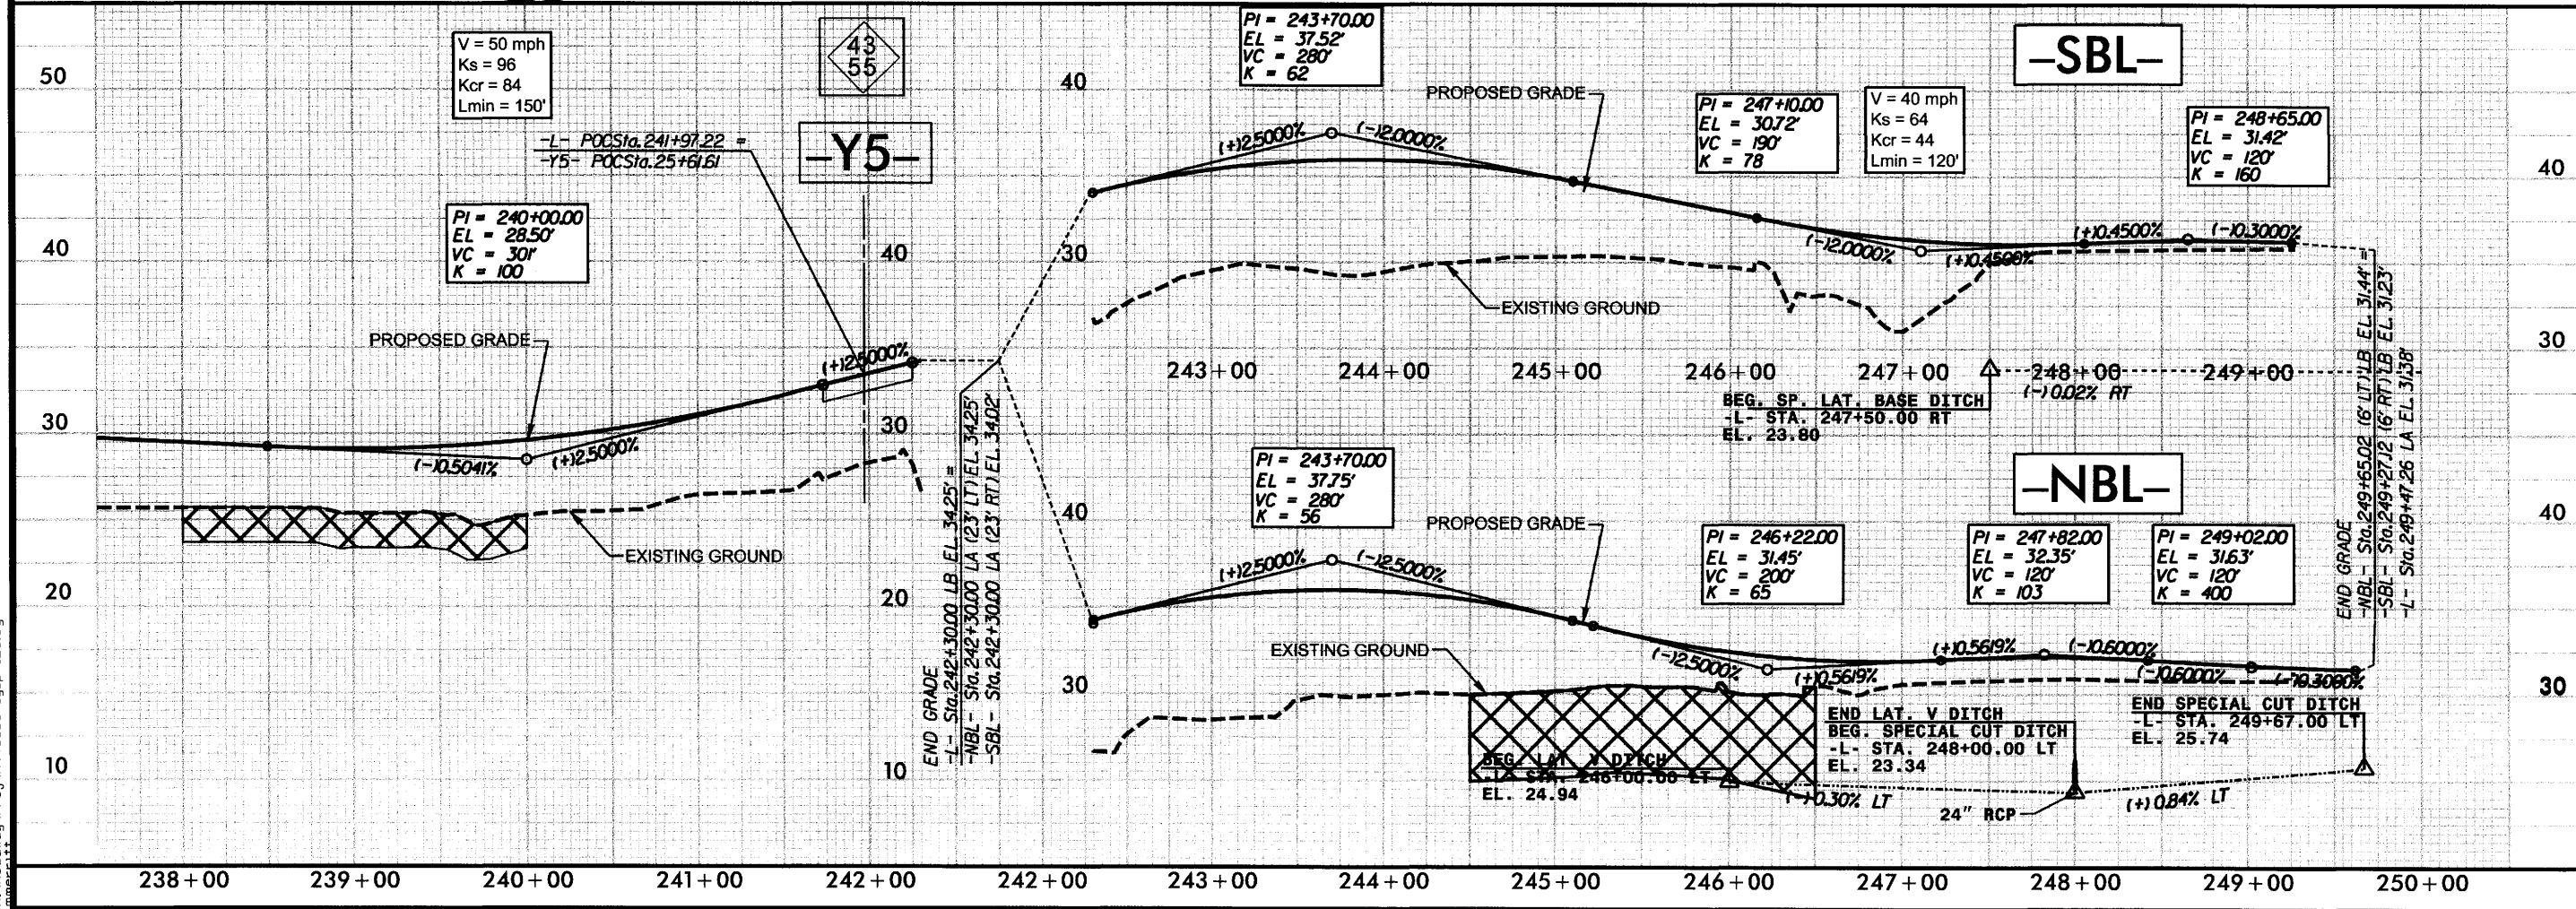 V = 50 mph
Ks = 96
Kcr = 84
Lmin = 150'
43
55
-Y5-
-L- POCSta. 241+97.22 =
-Y5- POCSta. 25+61.61
PI = 240+00.00
EL = 28.50'
VC = 301'
K = 100
PROPOSED GRADE
(-)0.5041%
(+)2.5000%
(+)2.5000%
EXISTING GROUND
50
40
30
20
10
40
30
20
10
END GRADE
-L- Sta. 242+30.00 LB EL. 34.25' =
-NBL- Sta. 242+30.00 LA (23' LT) EL. 34.25'
-SBL- Sta. 242+30.00 LA (23' RT) EL. 34.02'
PI = 243+70.00
EL = 37.52'
VC = 280'
K = 62
-SBL-
PROPOSED GRADE
(+)2.5000%
(-)2.0000%
PI = 247+10.00
EL = 30.72'
VC = 190'
K = 78
V = 40 mph
Ks = 64
Kcr = 44
Lmin = 120'
PI = 248+65.00
EL = 31.42'
VC = 120'
K = 160
(-)2.0000%
(+)0.4500%
(+)0.4500%
(-)0.3000%
EXISTING GROUND
40
30
40
30
243+00 244+00 245+00 246+00 247+00 248+00 249+00
BEG. SP. LAT. BASE DITCH
-L- STA. 247+50.00 RT
EL. 23.80
(-)0.02% RT
-NBL-
PI = 243+70.00
EL = 37.75'
VC = 280'
K = 56
PROPOSED GRADE
(+)2.5000%
(-)2.5000%
PI = 246+22.00
EL = 31.45'
VC = 200'
K = 65
PI = 247+82.00
EL = 32.35'
VC = 120'
K = 103
PI = 249+02.00
EL = 31.63'
VC = 120'
K = 400
EXISTING GROUND
(-)2.5000%
(+)0.5619%
(+)0.5619%
(-)0.6000%
(-)0.6000%
(-)0.3000%
40
30
40
30
BEG. LAT. V DITCH
-L- STA. 246+00.00 LT
EL. 24.94
(-)0.30% LT
END LAT. V DITCH
BEG. SPECIAL CUT DITCH
-L- STA. 248+00.00 LT
EL. 23.34
24" RCP
END SPECIAL CUT DITCH
-L- STA. 249+67.00 LT
EL. 25.74
(+)0.84% LT
END GRADE
-NBL- Sta. 249+65.02 (6' LT) LB EL. 31.44' =
-SBL- Sta. 249+27.12 (6' RT) LB EL. 31.23'
-L- Sta. 249+47.26 LA EL. 31.38'
238+00 239+00 240+00 241+00 242+00 242+00 243+00 244+00 245+00 246+00 247+00 248+00 249+00 250+00